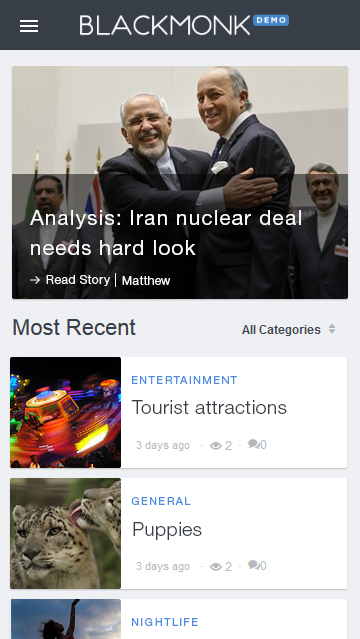 BLACKMONK DEMO
Analysis: Iran nuclear deal
needs hard look
Read Story | Matthew
Most Recent
All Categories
ENTERTAINMENT
Tourist attractions
3 days ago · 2 · 0
GENERAL
Puppies
3 days ago · 2 · 0
NIGHTLIFE